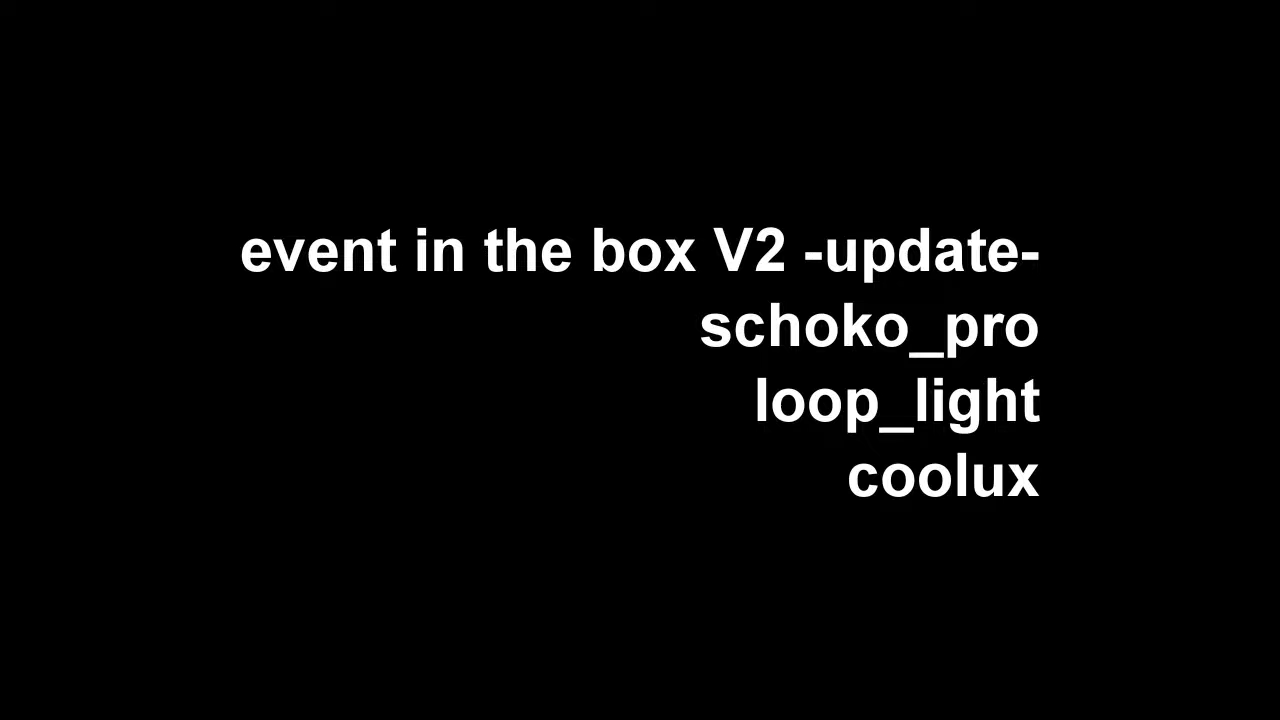 event in the box V2 -update-
schoko_pro
loop_light
coolux